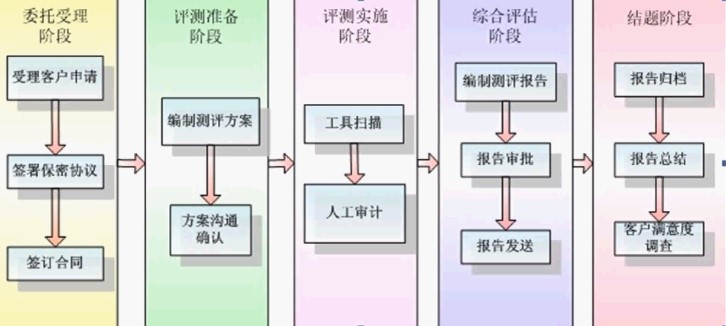 委托受理
阶段
受理客户申请
签署保密协议
签订合同
评测准备
阶段
编制测评方案
方案沟通
确认
评测实施
阶段
工具扫描
人工审计
综合评估
阶段
编制测评报告
报告审批
报告发送
结题阶段
报告归档
报告总结
客户满意度
调查